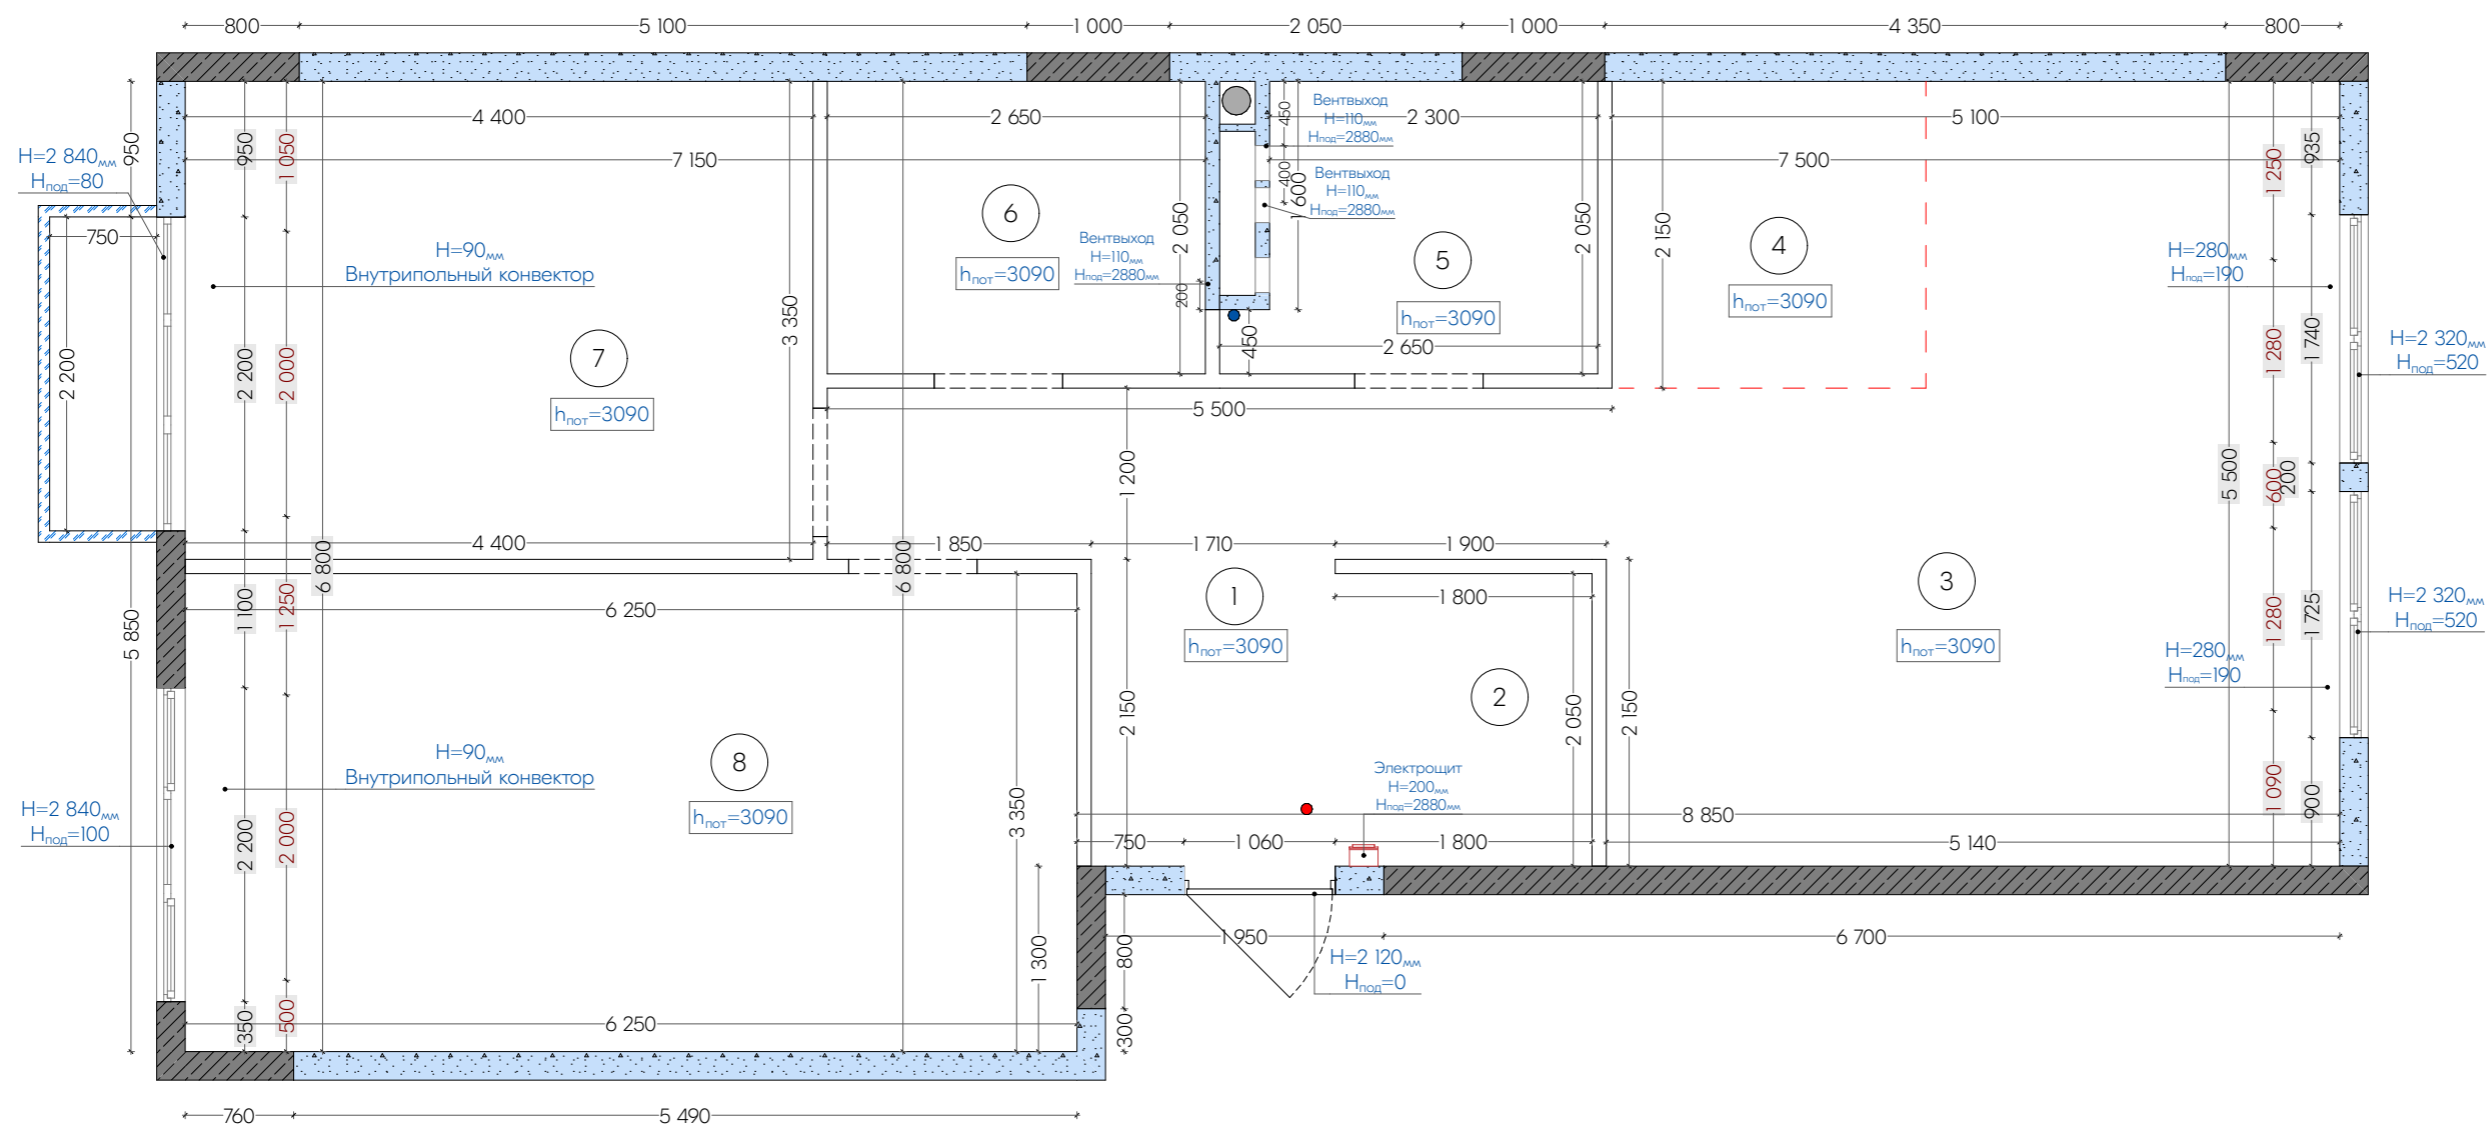 800
5 100
1 000
2 050
1 000
4 350
800
4 400
2 650
2 300
5 100
7 150
7 500
950
950
1 050
H=2 840мм
Hпод=80
750
2 200
2 200
2 000
H=90мм
Внутрипольный конвектор
7
hпот=3090
3 350
6
hпот=3090
2 050
Вентвыход
H=110мм
Hпод=2880мм
200
450
400
1 600
Вентвыход
H=110мм
Hпод=2880мм
Вентвыход
H=110мм
Hпод=2880мм
5
hпот=3090
2 050
2 650
450
2 150
4
hпот=3090
1 250
935
H=280мм
Hпод=190
1 280
1 740
H=2 320мм
Hпод=520
5 500
5 500
600
200
1 200
4 400
1 850
1 710
1 900
6 800
6 800
5 850
1 100
1 250
6 250
1
hпот=3090
1 800
3
hпот=3090
1 280
1 725
H=2 320мм
Hпод=520
H=280мм
Hпод=190
2 150
2
2 050
2 150
H=90мм
Внутрипольный конвектор
8
hпот=3090
H=2 840мм
Hпод=100
2 200
2 000
3 350
Электрощит
H=200мм
Hпод=2880мм
8 850
1 090
900
750
1 060
1 800
5 140
1 300
800
1 950
6 700
H=2 120мм
Hпод=0
350
500
6 250
300
760
5 490